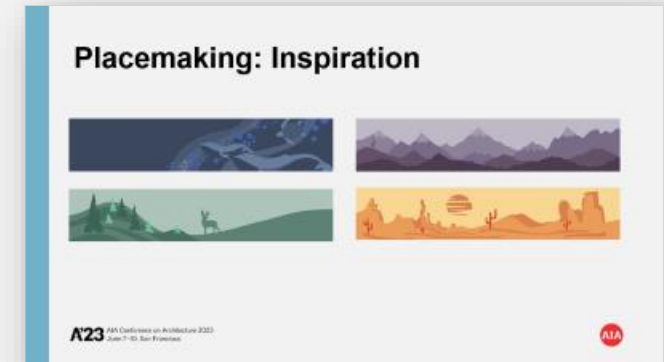 Placemaking: Inspiration
A'23
AIA Conference on Architecture 2023
June 7–10, San Francisco
AIA